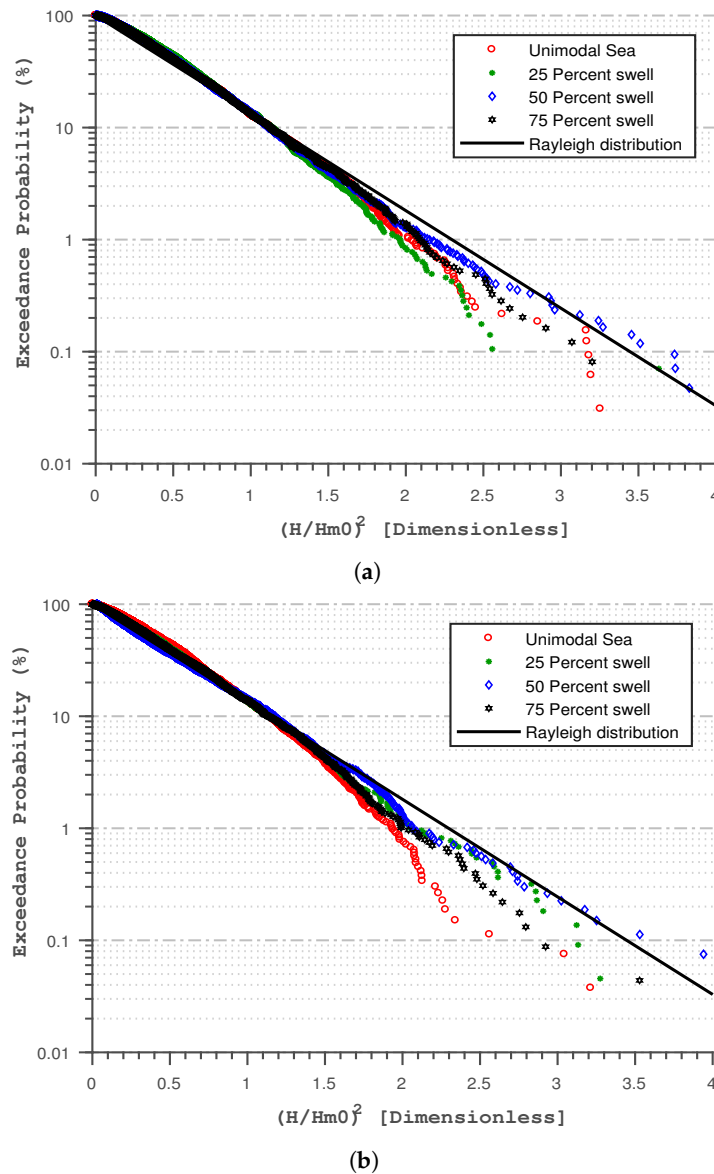 100
10
1
0.1
0.01
Exceedance Probability (%)
Unimodal Sea
25 Percent swell
50 Percent swell
75 Percent swell
Rayleigh distribution
0 0.5 1 1.5 2 2.5 3 3.5 4
(H/Hm0)² [Dimensionless]
(a)
100
10
1
0.1
0.01
Exceedance Probability (%)
Unimodal Sea
25 Percent swell
50 Percent swell
75 Percent swell
Rayleigh distribution
0 0.5 1 1.5 2 2.5 3 3.5 4
(H/Hm0)² [Dimensionless]
(b)